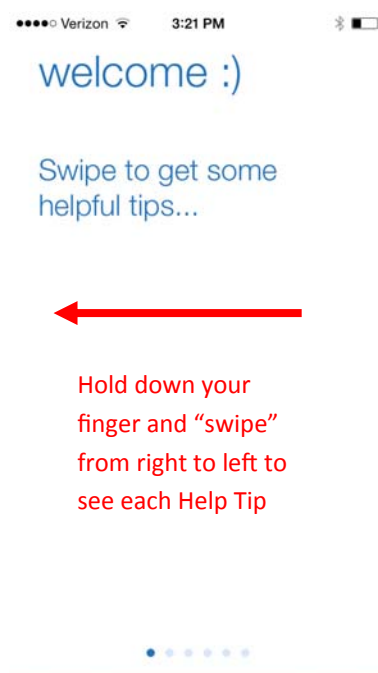 Verizon 3:21 PM
welcome :)
Swipe to get some
helpful tips...
Hold down your
finger and “swipe”
from right to left to
see each Help Tip